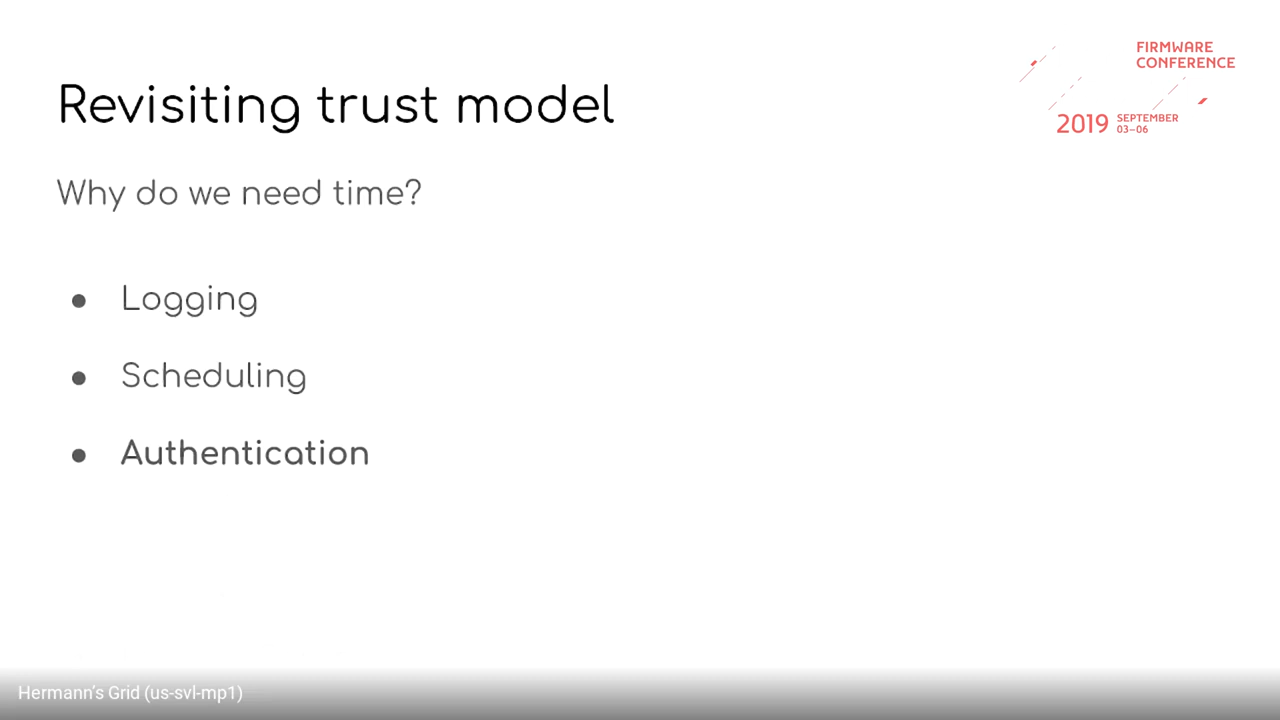 FIRMWARE
CONFERENCE
2019 SEPTEMBER
03–06
Revisiting trust model
Why do we need time?
● Logging
● Scheduling
● Authentication
Hermann's Grid (us-svl-mp1)